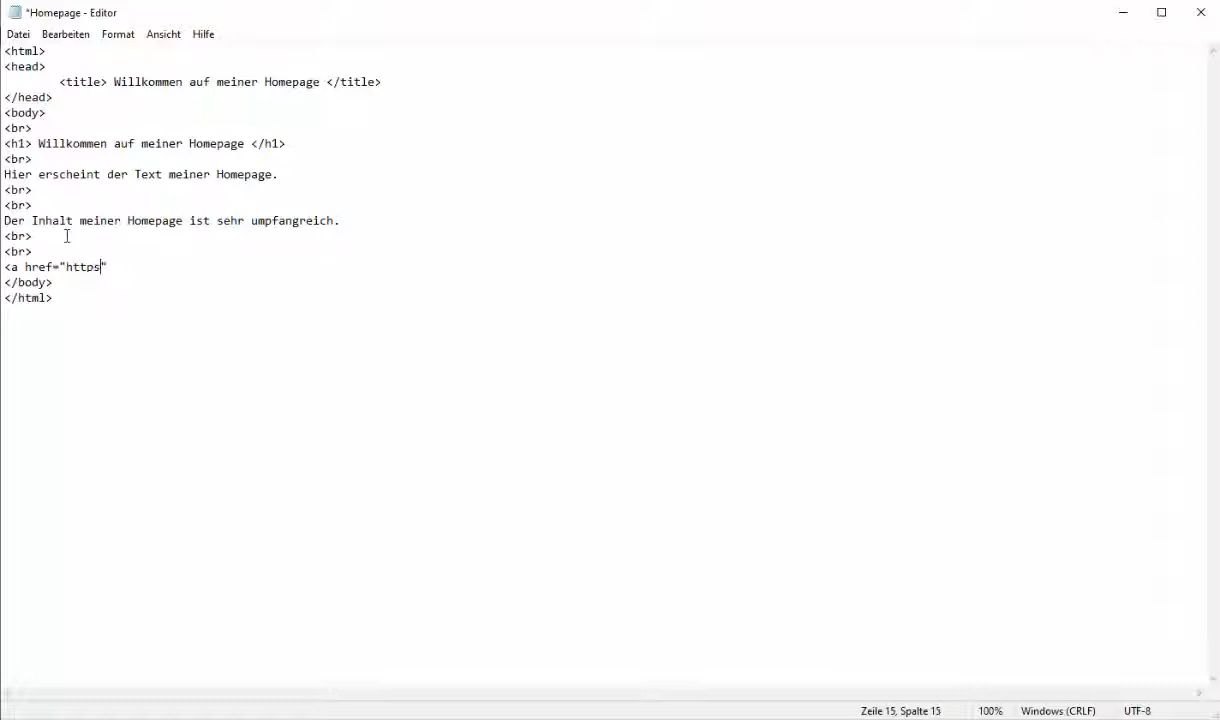 *Homepage - Editor
Datei Bearbeiten Format Ansicht Hilfe
<html>
<head>
<title> Willkommen auf meiner Homepage </title>
</head>
<body>
<br>
<h1> Willkommen auf meiner Homepage </h1>
<br>
Hier erscheint der Text meiner Homepage.
<br>
<br>
Der Inhalt meiner Homepage ist sehr umpfangreich.
<br>
<br>
<a href="https"
</body>
</html>
Zeile 15, Spalte 15 100% Windows (CRLF) UTF-8